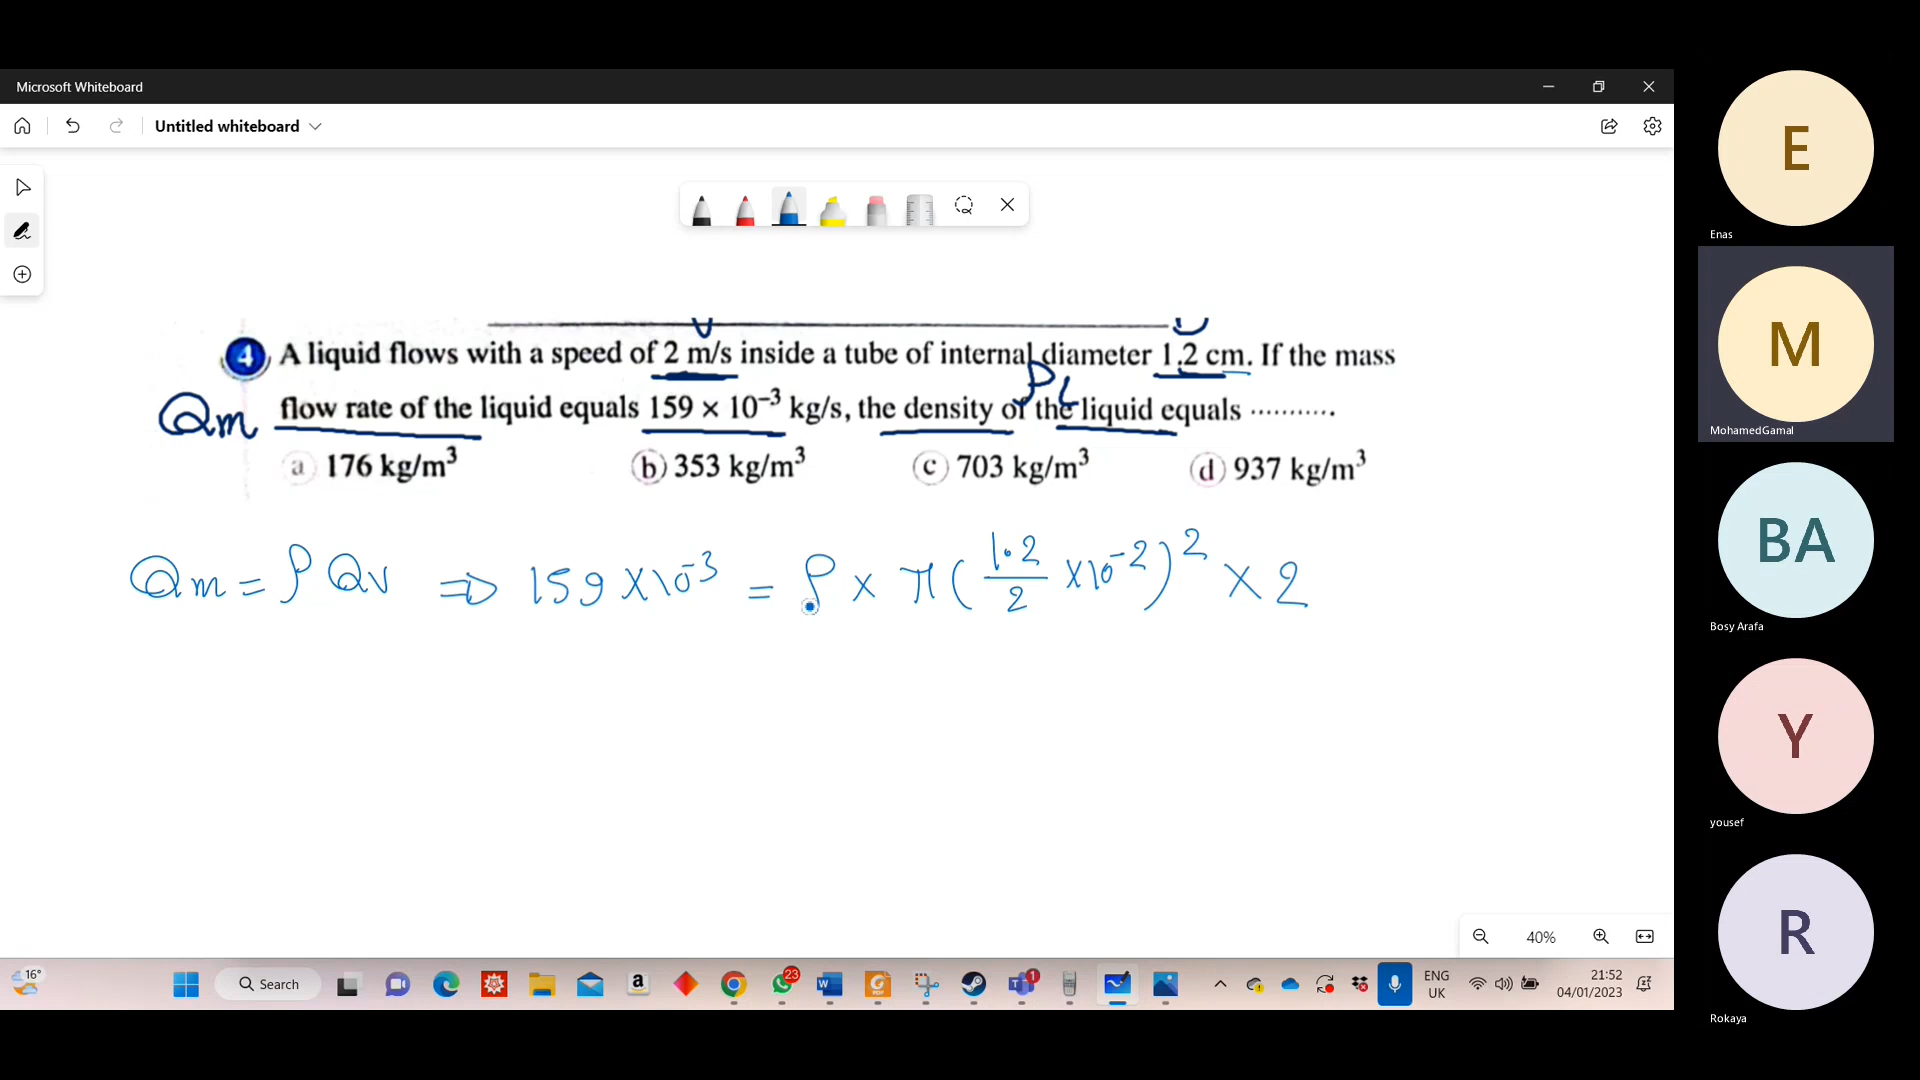 Microsoft Whiteboard
Untitled whiteboard
E
Enas
M
MohamedGamal
BA
Bosy Arafa
Y
yousef
R
Rokaya
V
4 A liquid flows with a speed of 2 m/s inside a tube of internal diameter 1.2 cm. If the mass
ρL
Qm flow rate of the liquid equals 159 × 10⁻³ kg/s, the density of the liquid equals ..........
a 176 kg/m³ b 353 kg/m³ c 703 kg/m³ d 937 kg/m³
Qm = ρ Qv ⇒ 159 × 10⁻³ = ρ × π (1.2/2 × 10⁻²)² × 2
40%
16°
Search
23
1
ENG
UK
21:52
04/01/2023